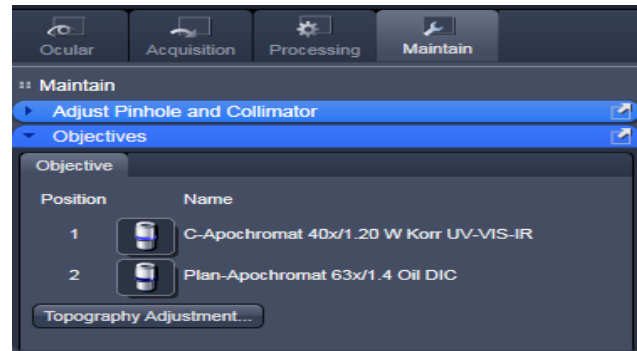 Ocular
Acquisition
Processing
Maintain
Maintain
Adjust Pinhole and Collimator
Objectives
Objective
Position Name
1 C-Apochromat 40x/1.20 W Korr UV-VIS-IR
2 Plan-Apochromat 63x/1.4 Oil DIC
Topography Adjustment...